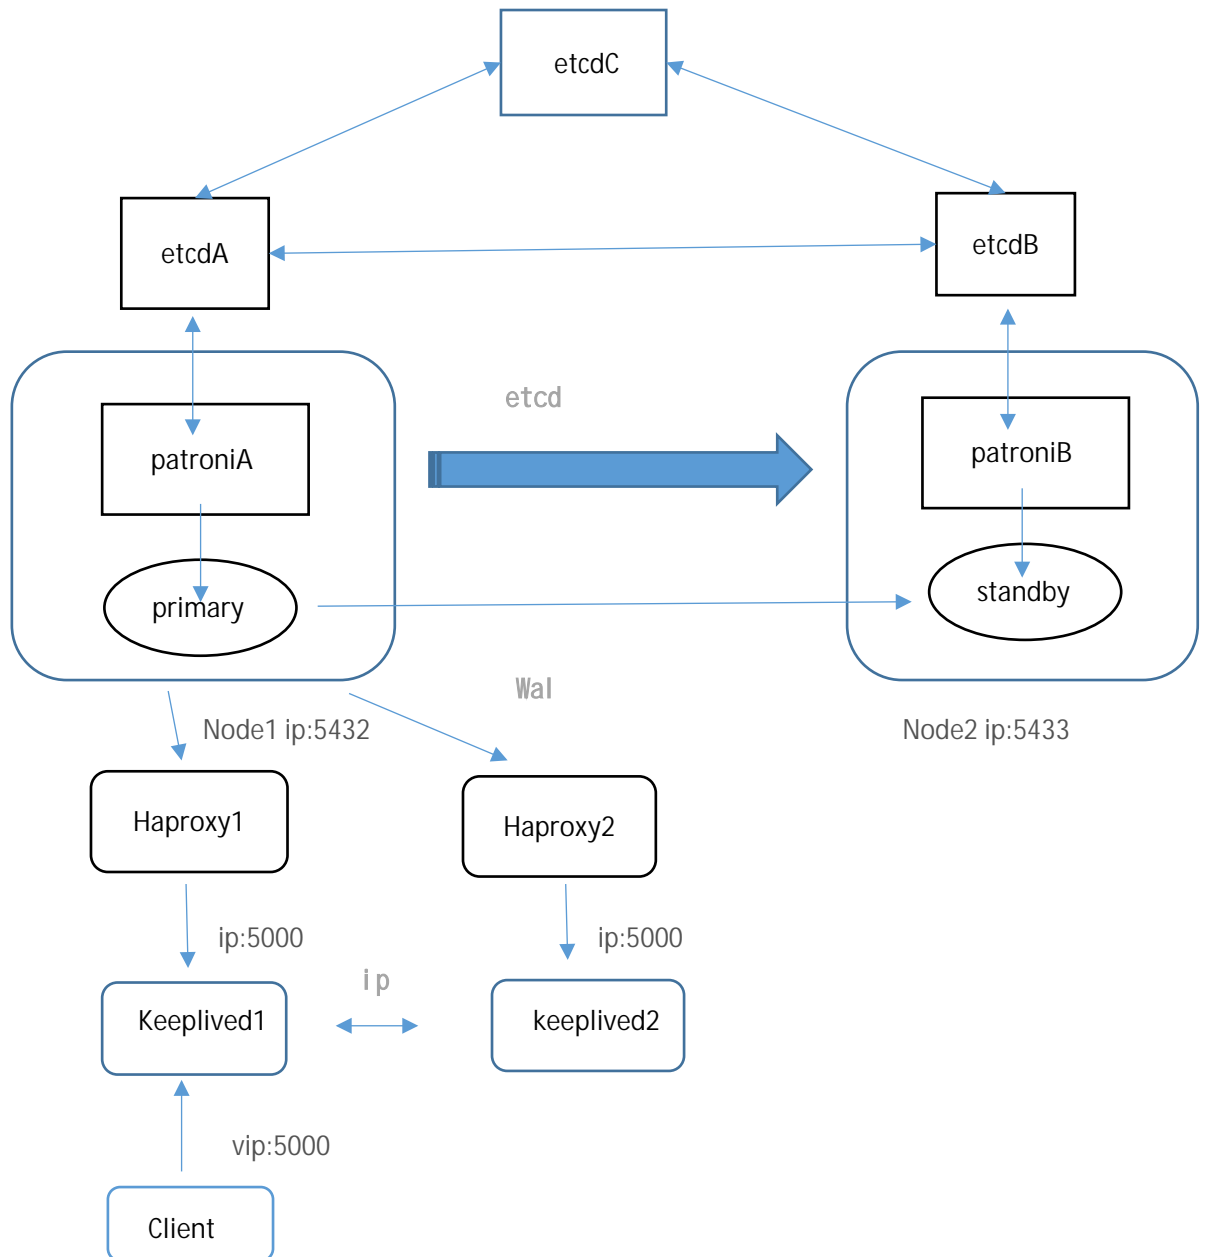 etcdC
etcdA
etcdB
etcd
patroniA
patroniB
primary
standby
Wal
Node1 ip:5432
Node2 ip:5433
Haproxy1
Haproxy2
ip:5000
ip:5000
ip
Keeplived1
keeplived2
vip:5000
Client